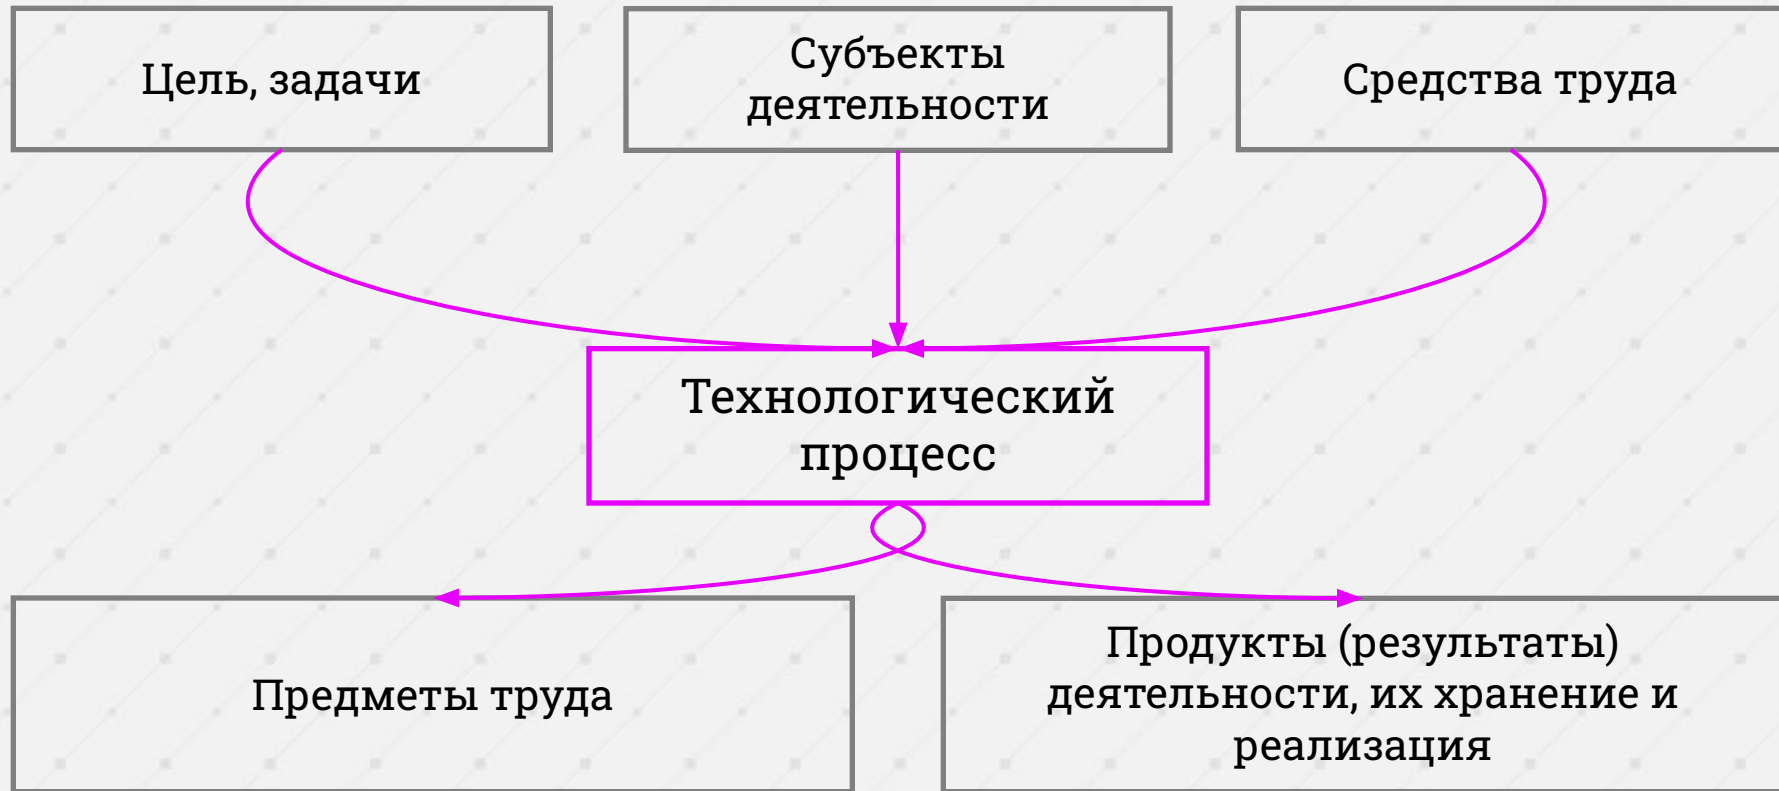 Цель, задачи
Субъекты
деятельности
Средства труда
Технологический
процесс
Предметы труда
Продукты (результаты)
деятельности, их хранение и
реализация